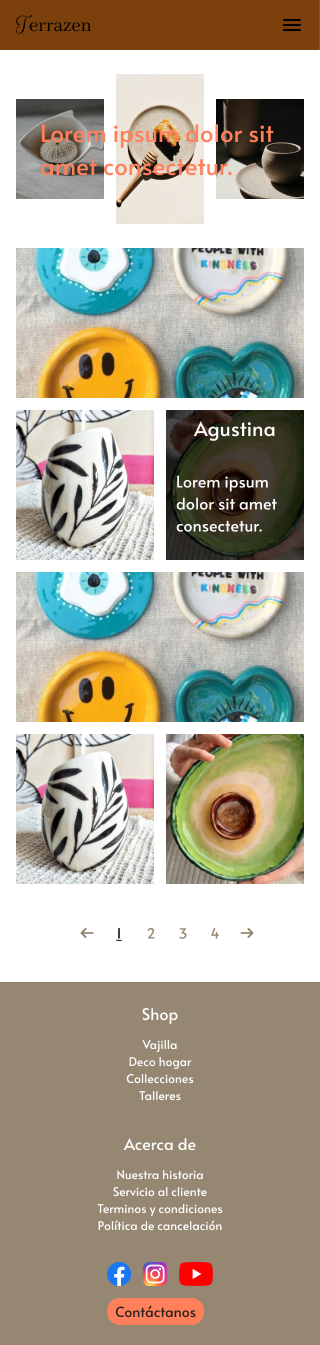 Terrazen
Lorem ipsum dolor sit
amet consectetur.
PEOPLE WITH
KINDNESS
Agustina
Lorem ipsum
dolor sit amet
consectetur.
PEOPLE WITH
KINDNESS
1 2 3 4
Shop
Vajilla
Deco hogar
Collecciones
Talleres
Acerca de
Nuestra historia
Servicio al cliente
Terminos y condiciones
Política de cancelación
Contáctanos